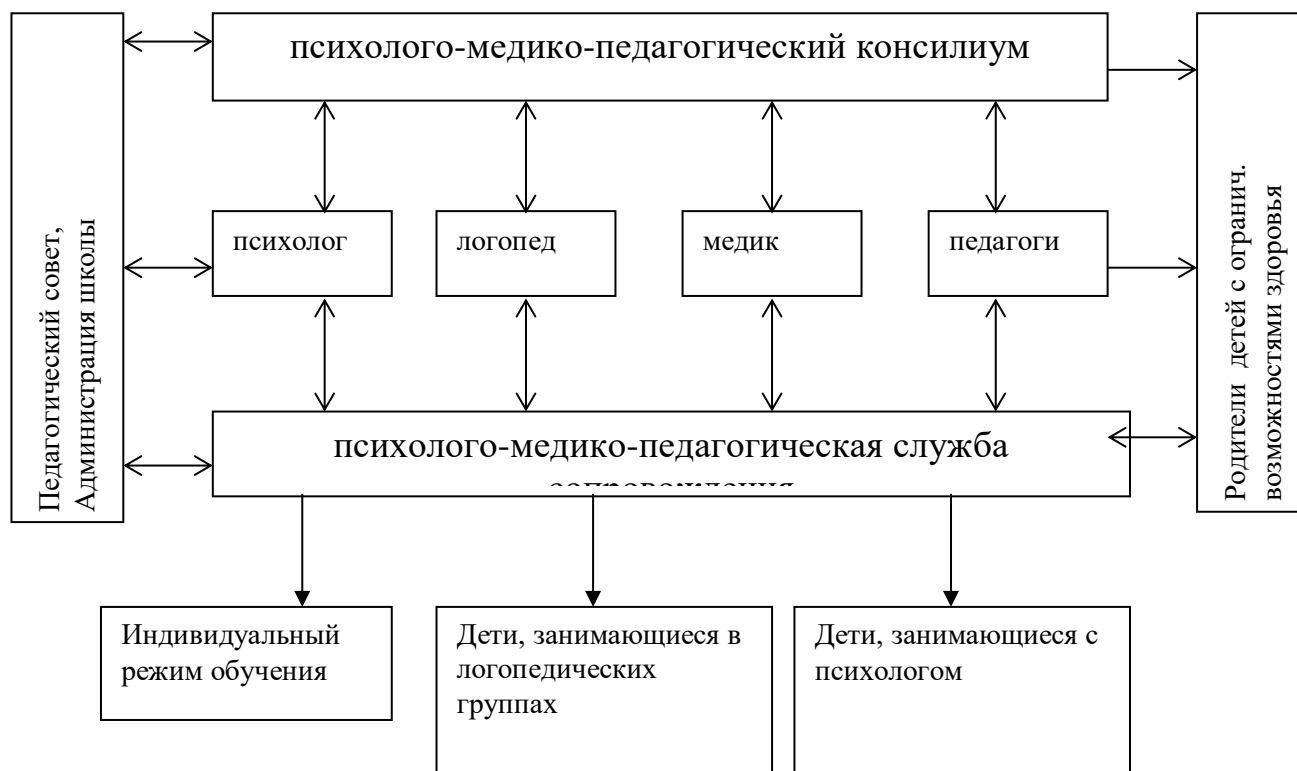 психолого-медико-педагогический консилиум
Педагогический совет,
Администрация школы
психолог
логопед
медик
педагоги
Родители детей с огранич.
возможностями здоровья
психолого-медико-педагогическая служба
Индивидуальный
режим обучения
Дети, занимающиеся в
логопедических
группах
Дети, занимающиеся с
психологом